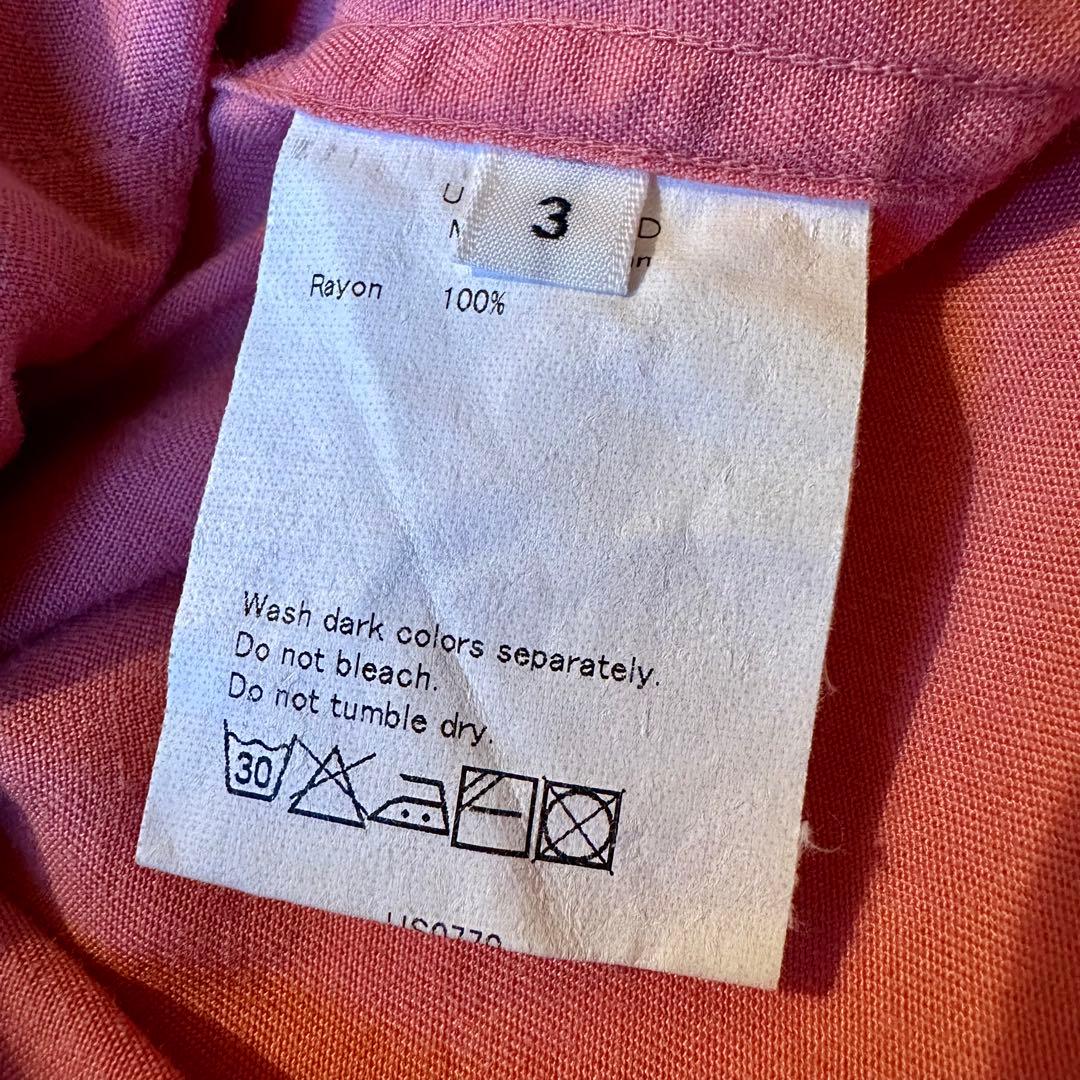 3
Rayon 100%
Wash dark colors separately.
Do not bleach.
Do not tumble dry.
30